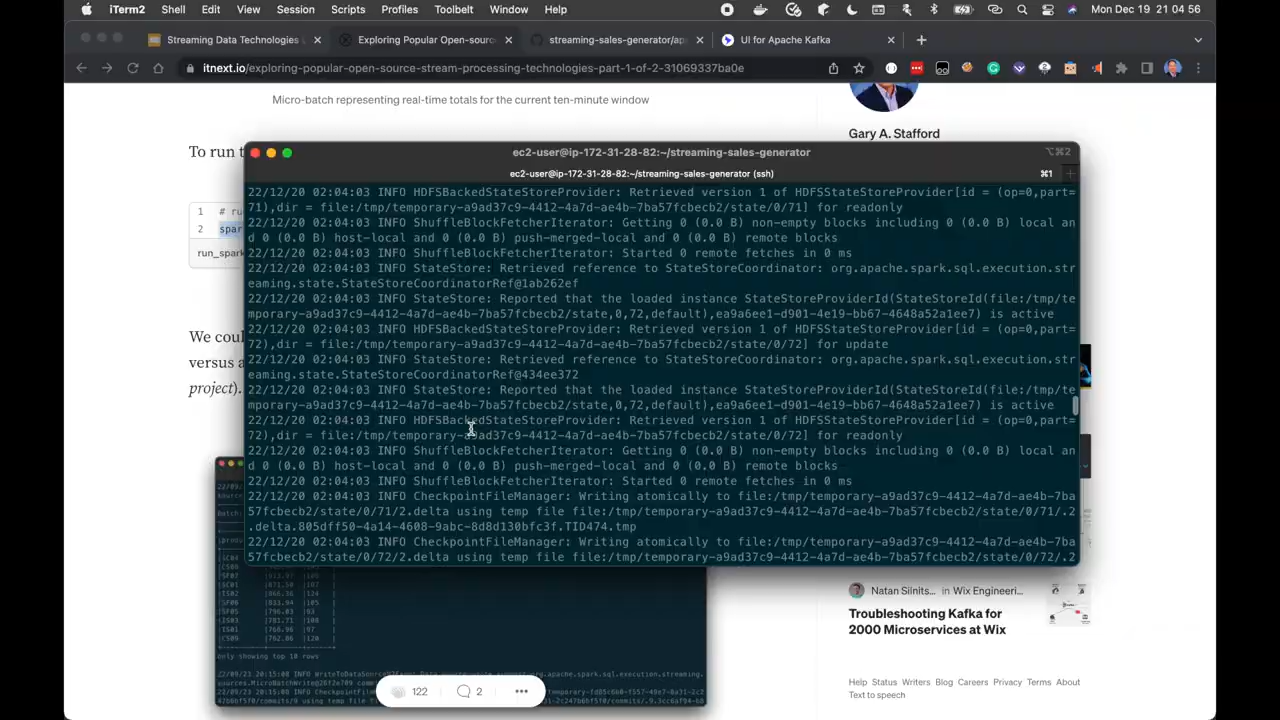 iTerm2 Shell Edit View Session Scripts Profiles Toolbelt Window Help Mon Dec 19 21 04 56
Streaming Data Technologies Exploring Popular Open-sourc streaming-sales-generator/ap UI for Apache Kafka
itnext.io/exploring-popular-open-source-stream-processing-technologies-part-1-of-2-31069337ba0e
Micro-batch representing real-time totals for the current ten-minute window
Gary A. Stafford
To run t
ec2-user@ip-172-31-28-82:~/streaming-sales-generator
⌥⌘2
ec2-user@ip-172-31-28-82:~/streaming-sales-generator (ssh)
⌘1
22/12/20 02:04:03 INFO HDFSBackedStateStoreProvider: Retrieved version 1 of HDFSStateStoreProvider[id = (op=0,part=
71),dir = file:/tmp/temporary-a9ad37c9-4412-4a7d-ae4b-7ba57fcbecb2/state/0/71] for readonly
22/12/20 02:04:03 INFO ShuffleBlockFetcherIterator: Getting 0 (0.0 B) non-empty blocks including 0 (0.0 B) local an
d 0 (0.0 B) host-local and 0 (0.0 B) push-merged-local and 0 (0.0 B) remote blocks
22/12/20 02:04:03 INFO ShuffleBlockFetcherIterator: Started 0 remote fetches in 0 ms
22/12/20 02:04:03 INFO StateStore: Retrieved reference to StateStoreCoordinator: org.apache.spark.sql.execution.str
eaming.state.StateStoreCoordinatorRef@1ab262ef
22/12/20 02:04:03 INFO StateStore: Reported that the loaded instance StateStoreProviderId(StateStoreId(file:/tmp/te
mporary-a9ad37c9-4412-4a7d-ae4b-7ba57fcbecb2/state,0,72,default),ea9a6ee1-d901-4e19-bb67-4648a52a1ee7) is active
22/12/20 02:04:03 INFO HDFSBackedStateStoreProvider: Retrieved version 1 of HDFSStateStoreProvider[id = (op=0,part=
72),dir = file:/tmp/temporary-a9ad37c9-4412-4a7d-ae4b-7ba57fcbecb2/state/0/72] for update
22/12/20 02:04:03 INFO StateStore: Retrieved reference to StateStoreCoordinator: org.apache.spark.sql.execution.str
eaming.state.StateStoreCoordinatorRef@434ee372
22/12/20 02:04:03 INFO StateStore: Reported that the loaded instance StateStoreProviderId(StateStoreId(file:/tmp/te
mporary-a9ad37c9-4412-4a7d-ae4b-7ba57fcbecb2/state,0,72,default),ea9a6ee1-d901-4e19-bb67-4648a52a1ee7) is active
22/12/20 02:04:03 INFO HDFSBackedStateStoreProvider: Retrieved version 1 of HDFSStateStoreProvider[id = (op=0,part=
72),dir = file:/tmp/temporary-a9ad37c9-4412-4a7d-ae4b-7ba57fcbecb2/state/0/72] for readonly
22/12/20 02:04:03 INFO ShuffleBlockFetcherIterator: Getting 0 (0.0 B) non-empty blocks including 0 (0.0 B) local an
d 0 (0.0 B) host-local and 0 (0.0 B) push-merged-local and 0 (0.0 B) remote blocks
22/12/20 02:04:03 INFO ShuffleBlockFetcherIterator: Started 0 remote fetches in 0 ms
22/12/20 02:04:03 INFO CheckpointFileManager: Writing atomically to file:/tmp/temporary-a9ad37c9-4412-4a7d-ae4b-7ba
57fcbecb2/state/0/71/2.delta using temp file file:/tmp/temporary-a9ad37c9-4412-4a7d-ae4b-7ba57fcbecb2/state/0/71/.2
.delta.805dff50-4a14-4608-9abc-8d8d130bfc3f.TID474.tmp
22/12/20 02:04:03 INFO CheckpointFileManager: Writing atomically to file:/tmp/temporary-a9ad37c9-4412-4a7d-ae4b-7ba
57fcbecb2/state/0/72/2.delta using temp file file:/tmp/temporary-a9ad37c9-4412-4a7d-ae4b-7ba57fcbecb2/state/0/72/.2
1 # ru
2 spar
run_spark
We coul
versus a
project).
only showing top 10 rows
122 2
Natan Silnits... in Wix Engineeri...
Troubleshooting Kafka for
2000 Microservices at Wix
Help Status Writers Blog Careers Privacy Terms About
Text to speech